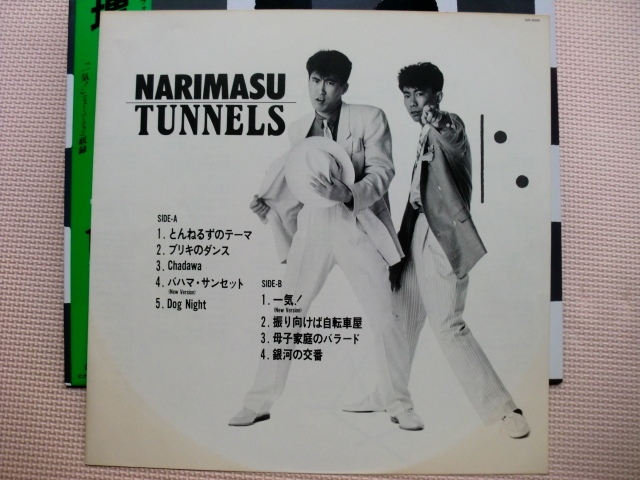 NARIMASU
TUNNELS
SIDE-A
1. とんねるずのテーマ
2. ブリキのダンス
3. Chadawa
4. バハマ・サンセット
(New Version)
5. Dog Night
SIDE-B
1. 一気!
(New Version)
2. 振り向けば自転車屋
3. 母子家庭のバラード
4. 銀河の交番